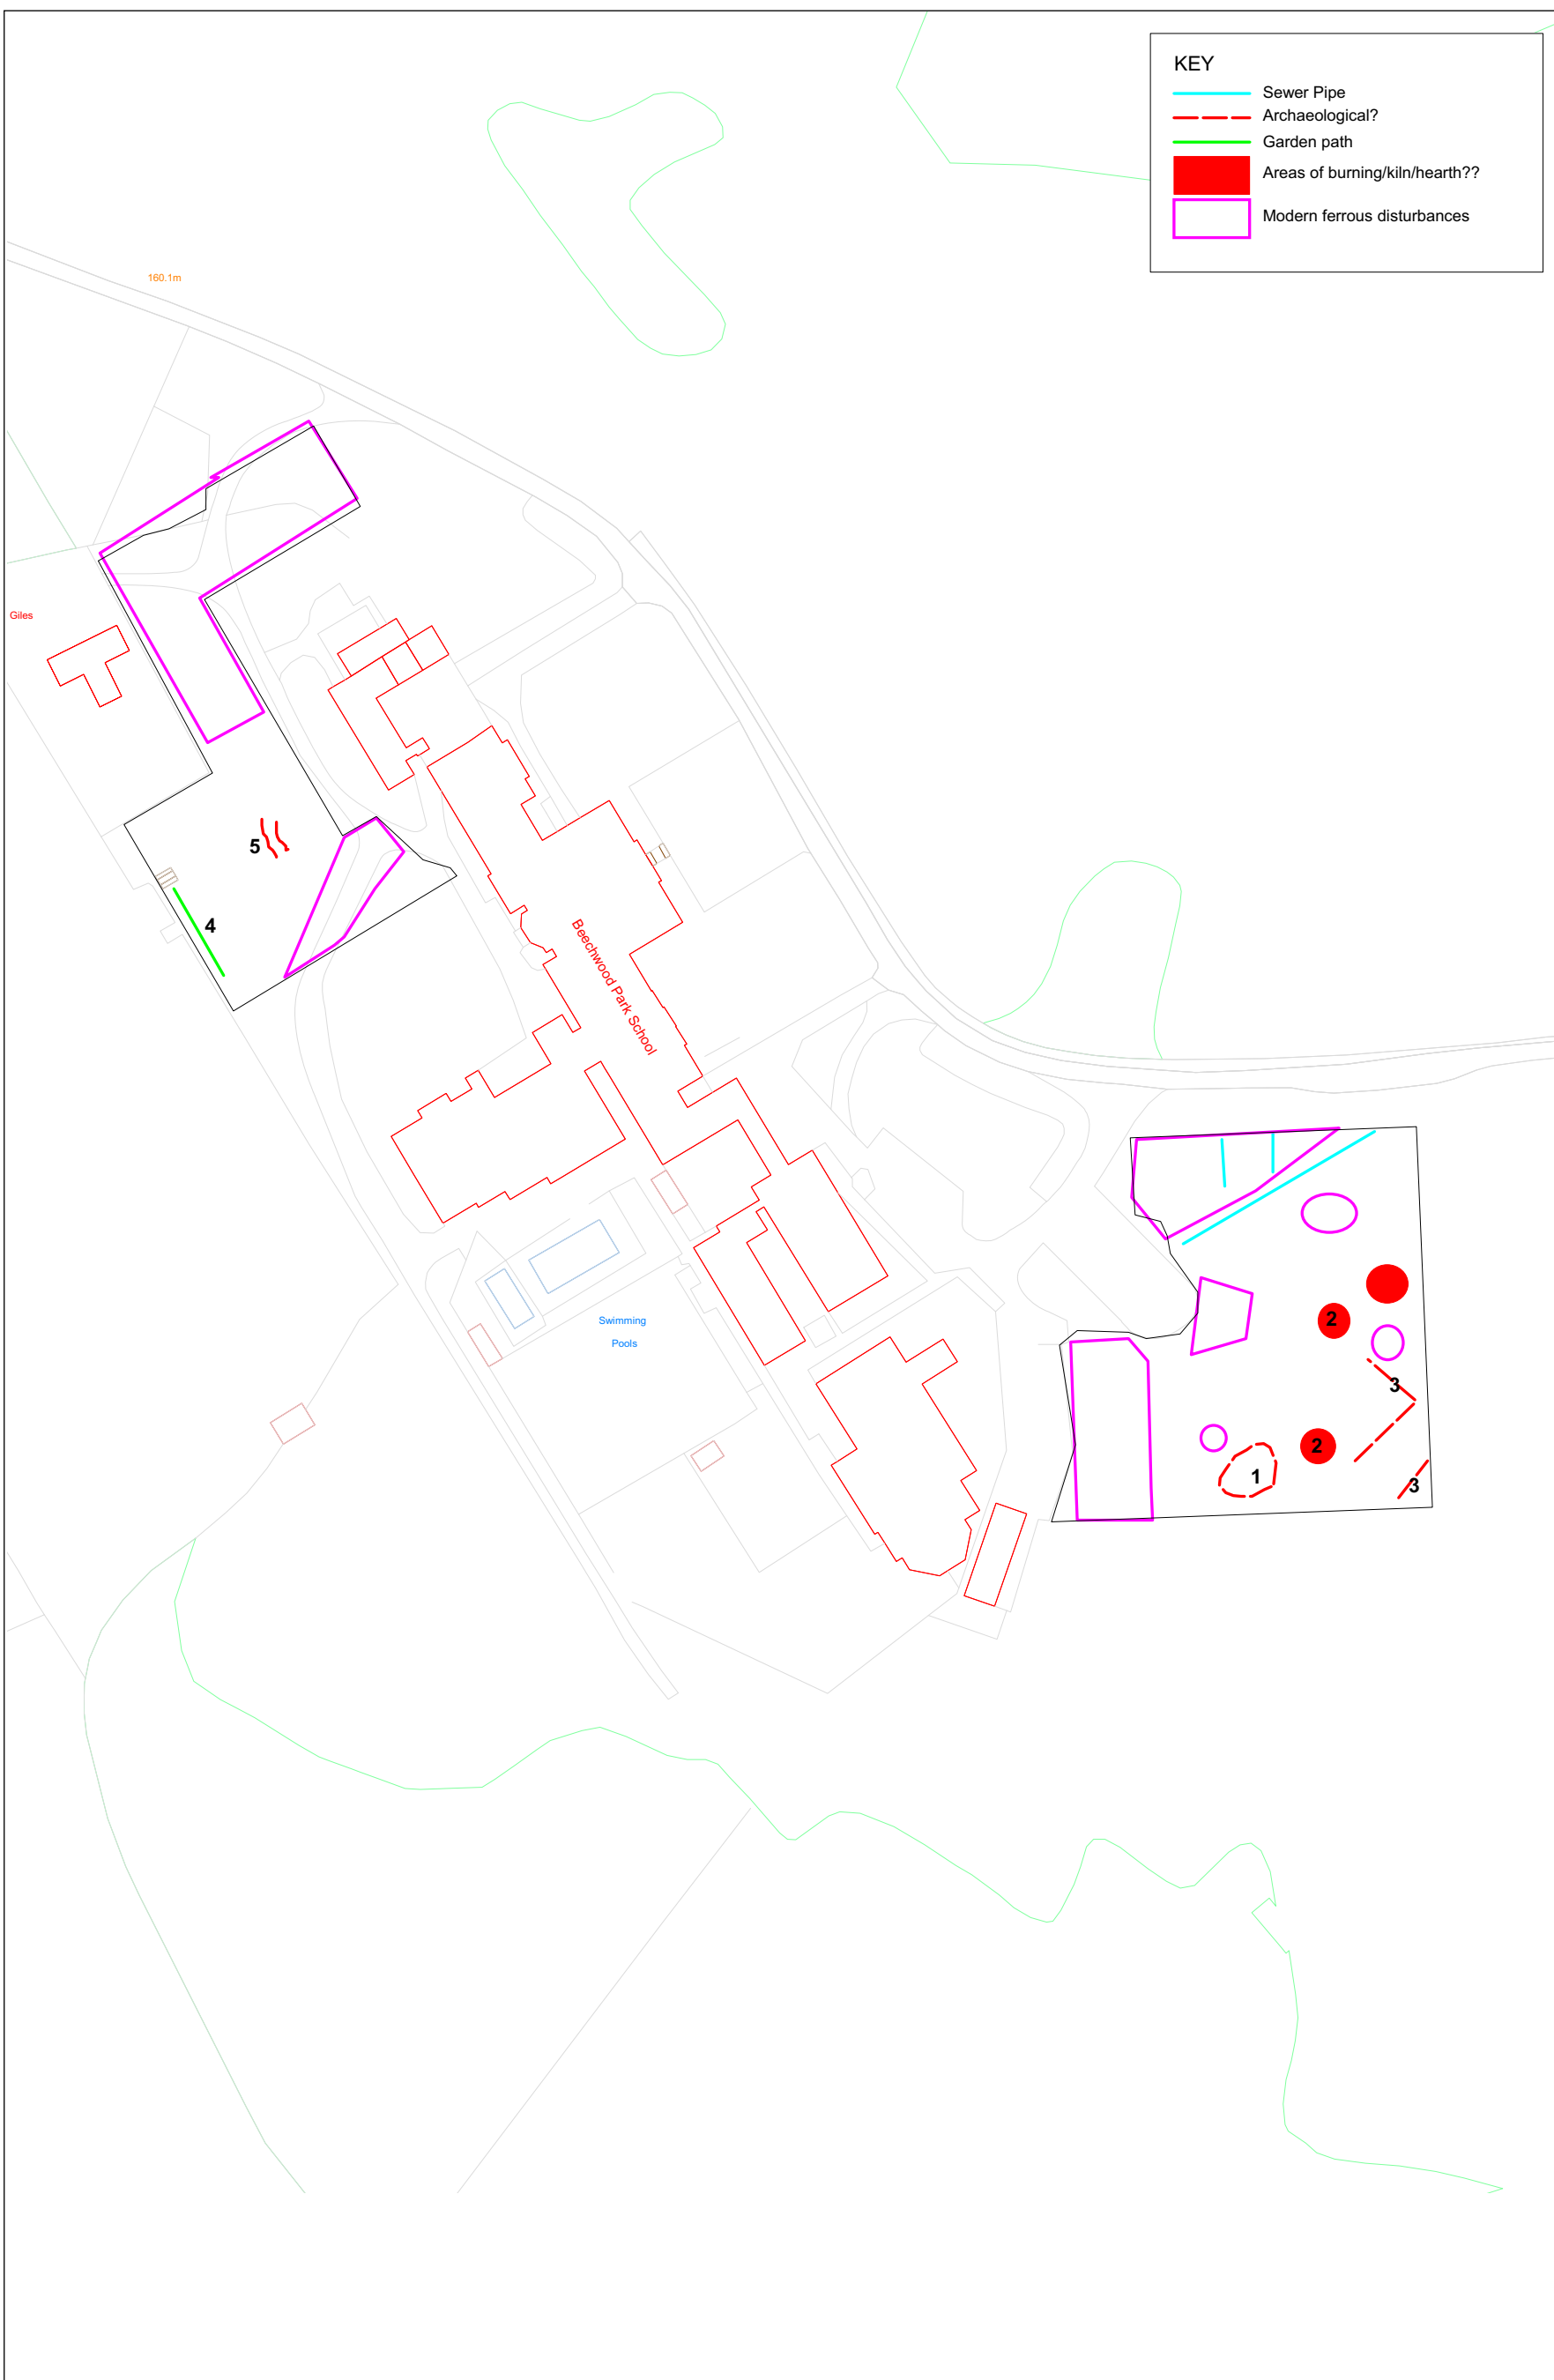 KEY
Sewer Pipe
Archaeological?
Garden path
Areas of burning/kiln/hearth??
Modern ferrous disturbances
160.1m
Giles
5
4
Beechwood Park School
Swimming
Pools
2
3
2
1
3